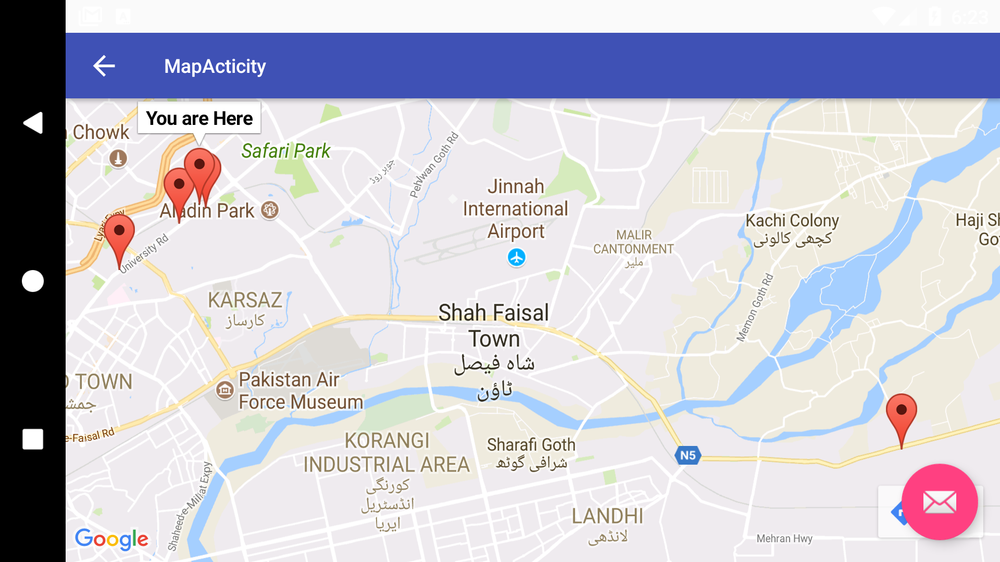 6:23
MapActicity
You are Here
Chowk
Safari Park
Pehlwan Goth Rd
جوہر روڈ
Jinnah
International
Airport
Aladin Park
Lyari Expy
University Rd
MALIR
CANTONMENT
ملیر
Kachi Colony
کچھی کالونی
Haji Sh
Got
KARSAZ
کارساز
Memon Goth Rd
Shah Faisal
Town
شاہ فیصل
ٹاؤن
TOWN
جمش
Pakistan Air
Force Museum
e-Faisal Rd
KORANGI
INDUSTRIAL AREA
کورنگی
انڈسٹریل
ایریا
Sharafi Goth
شرافی گوٹھ
N5
Shaheed-e-Millat Expy
LANDHI
لانڈھی
Mehran Hwy
Google